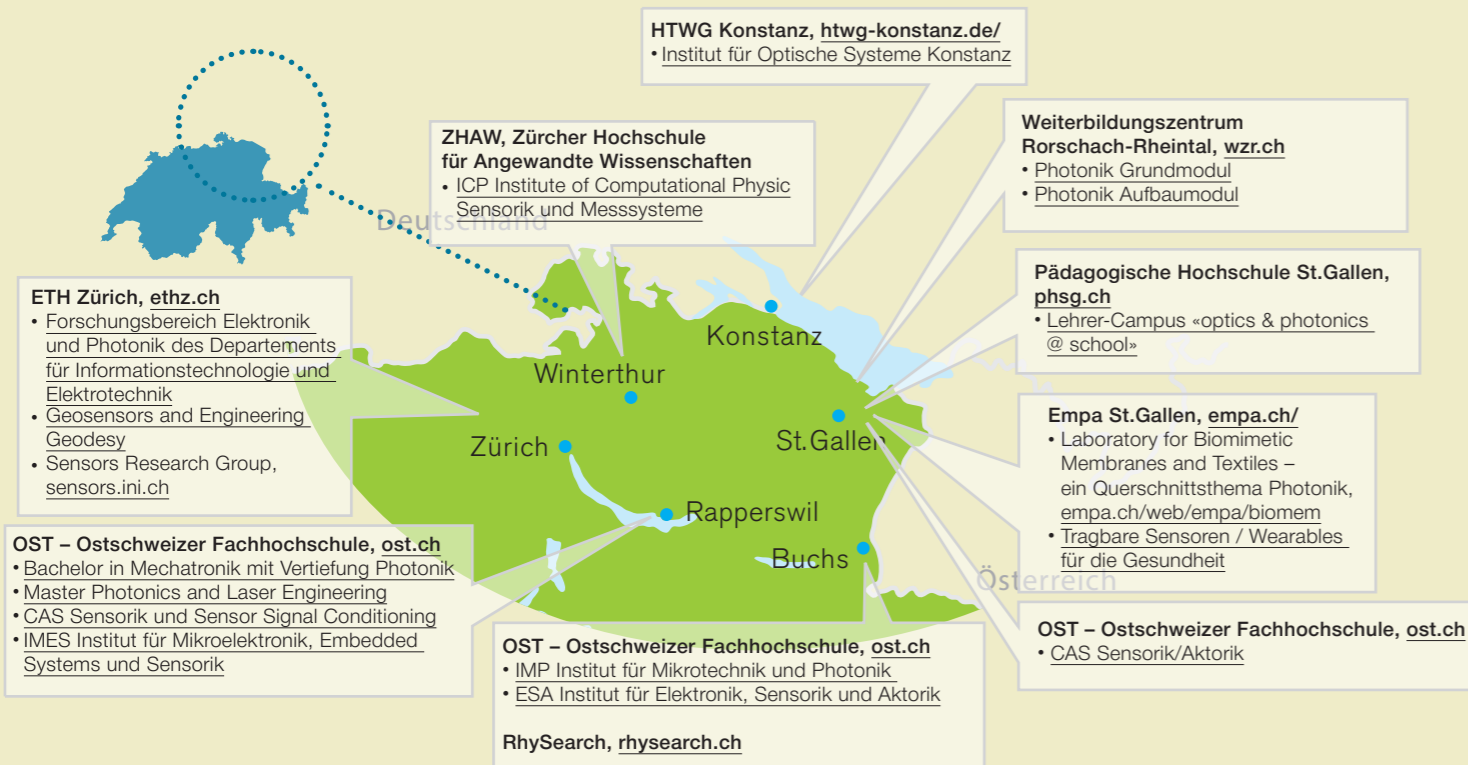 HTWG Konstanz, htwg-konstanz.de/
• Institut für Optische Systeme Konstanz
ZHAW, Zürcher Hochschule
für Angewandte Wissenschaften
• ICP Institute of Computational Physic
Sensorik und Messsysteme
Weiterbildungszentrum
Rorschach-Rheintal, wzr.ch
• Photonik Grundmodul
• Photonik Aufbaumodul
Deutschland
ETH Zürich, ethz.ch
• Forschungsbereich Elektronik
und Photonik des Departements
für Informationstechnologie und
Elektrotechnik
• Geosensors and Engineering
Geodesy
• Sensors Research Group,
sensors.ini.ch
Pädagogische Hochschule St.Gallen,
phsg.ch
• Lehrer-Campus «optics & photonics
@ school»
Konstanz
Winterthur
Zürich
St.Gallen
Rapperswil
Buchs
Österreich
Empa St.Gallen, empa.ch/
• Laboratory for Biomimetic
Membranes and Textiles –
ein Querschnittsthema Photonik,
empa.ch/web/empa/biomem
• Tragbare Sensoren / Wearables
für die Gesundheit
OST – Ostschweizer Fachhochschule, ost.ch
• Bachelor in Mechatronik mit Vertiefung Photonik
• Master Photonics and Laser Engineering
• CAS Sensorik und Sensor Signal Conditioning
• IMES Institut für Mikroelektronik, Embedded
Systems und Sensorik
OST – Ostschweizer Fachhochschule, ost.ch
• IMP Institut für Mikrotechnik und Photonik
• ESA Institut für Elektronik, Sensorik und Aktorik
RhySearch, rhysearch.ch
OST – Ostschweizer Fachhochschule, ost.ch
• CAS Sensorik/Aktorik